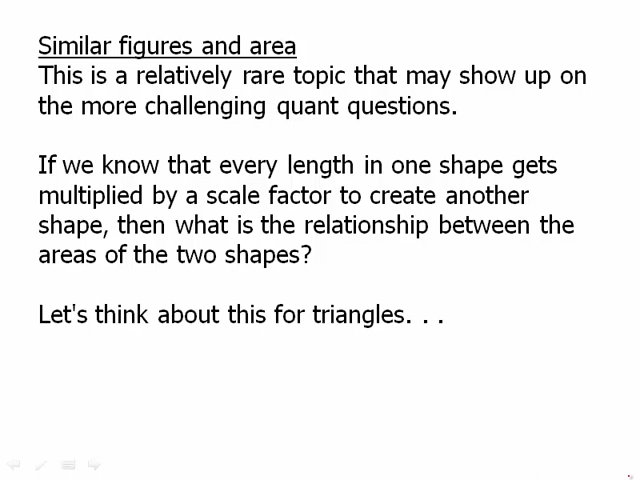 Similar figures and area
This is a relatively rare topic that may show up on
the more challenging quant questions.
If we know that every length in one shape gets
multiplied by a scale factor to create another
shape, then what is the relationship between the
areas of the two shapes?
Let's think about this for triangles. . .